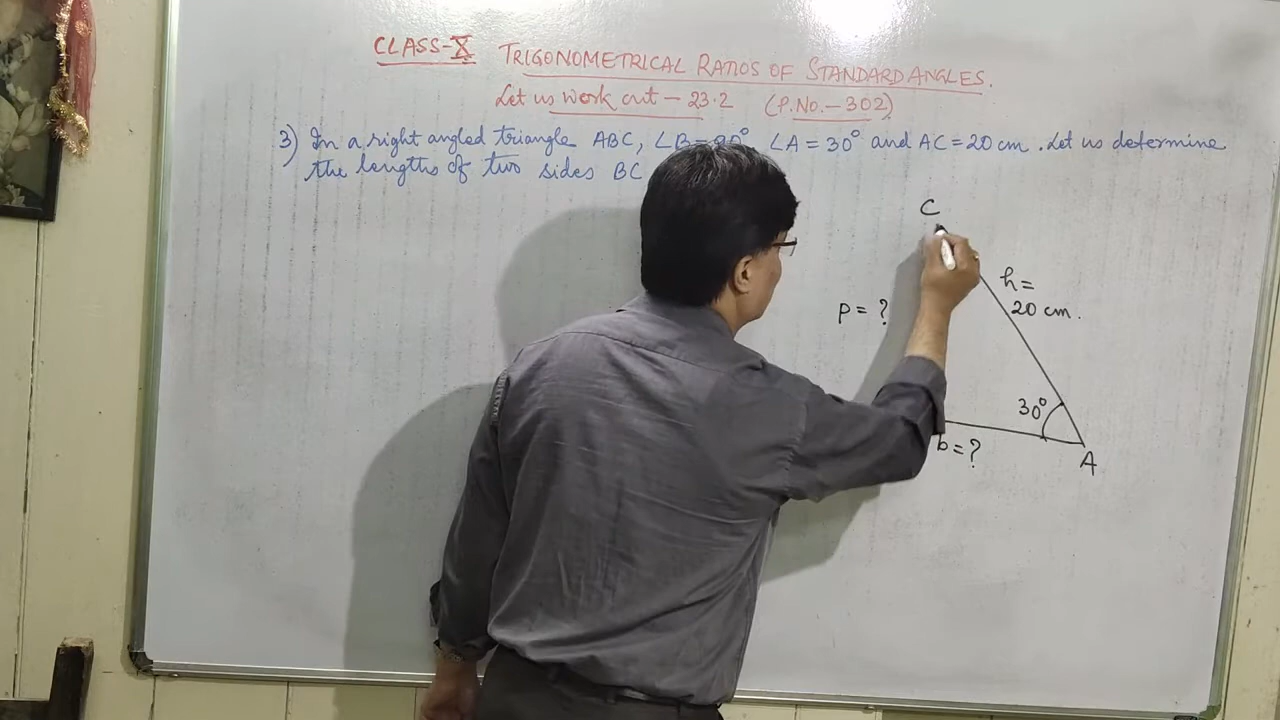 CLASS-X TRIGONOMETRICAL RATIOS OF STANDARD ANGLES.
Let us work out - 23.2 (P.No. - 302)
3) In a right angled triangle ABC, ∠B = 90° ∠A = 30° and AC = 20 cm. Let us determine
the lengths of two sides BC
C
h =
20 cm.
p = ?
30°
b = ?
A